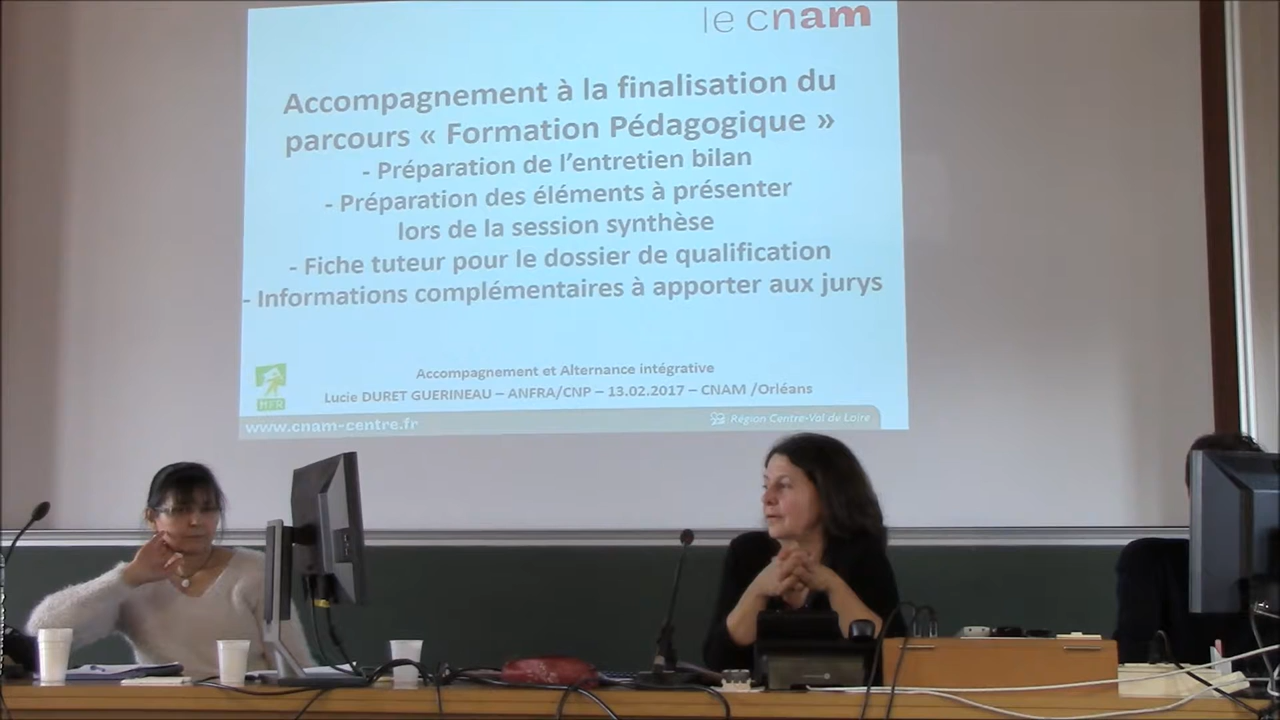 le cnam
Accompagnement à la finalisation du
parcours « Formation Pédagogique »
- Préparation de l’entretien bilan
- Préparation des éléments à présenter
lors de la session synthèse
- Fiche tuteur pour le dossier de qualification
- Informations complémentaires à apporter aux jurys
Accompagnement et Alternance intégrative
Lucie DURET GUERINEAU – ANFRA/CNP – 13.02.2017 – CNAM /Orléans
MFR
www.cnam-centre.fr
Région Centre-Val de Loire